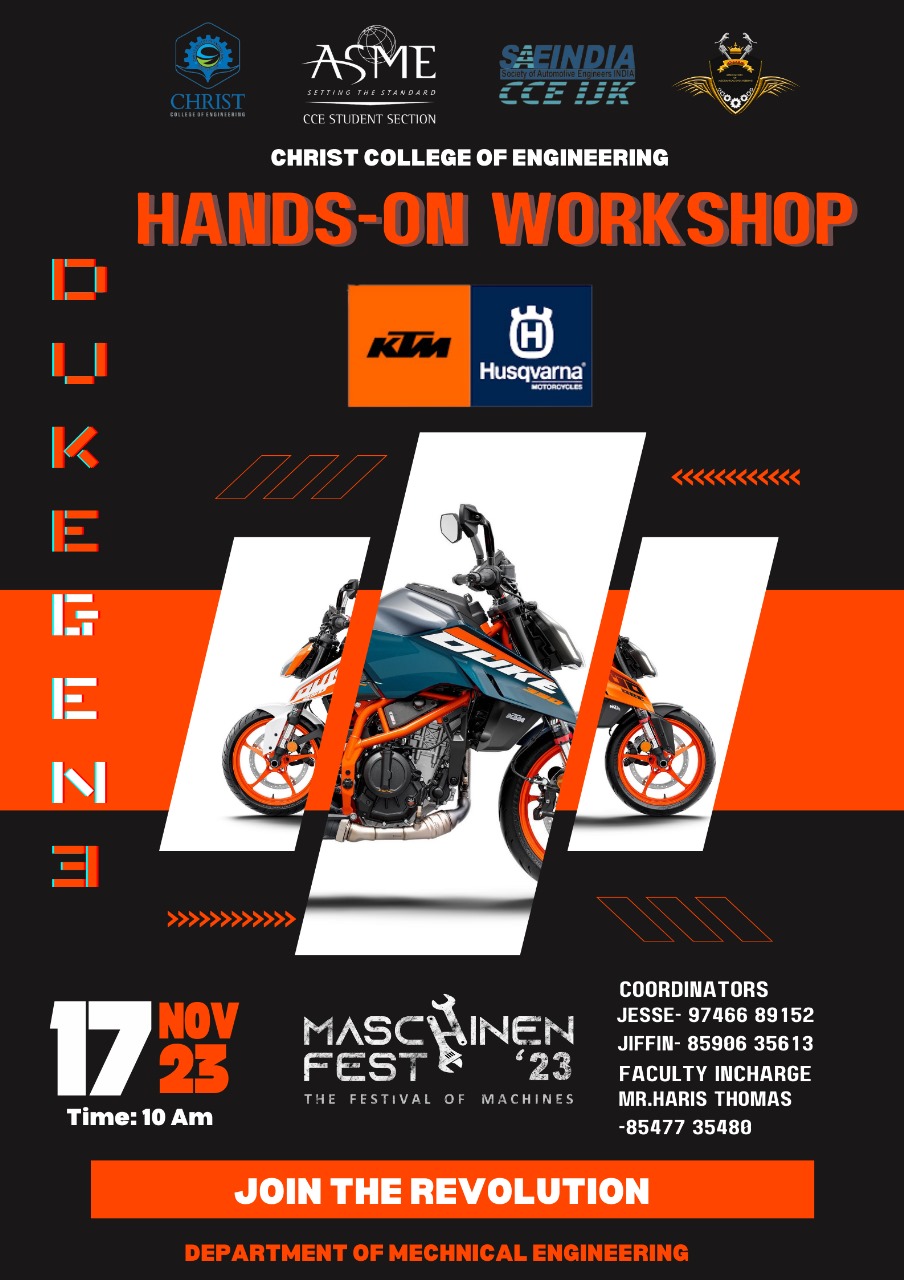 CHRIST
COLLEGE OF ENGINEERING
ASME
SETTING THE STANDARD
CCE STUDENT SECTION
SAEINDIA
Society of Automotive Engineers INDIA
CCE IJK
CHRIST COLLEGE OF ENGINEERING
HANDS-ON WORKSHOP
DUKE GEN 3
KTM
Husqvarna
MOTORCYCLES
DUKE
DUKE
390
17 NOV
23
Time: 10 Am
MASCHINEN
FEST '23
THE FESTIVAL OF MACHINES
COORDINATORS
JESSE- 97466 89152
JIFFIN- 85906 35613
FACULTY INCHARGE
MR.HARIS THOMAS
-85477 35480
JOIN THE REVOLUTION
DEPARTMENT OF MECHNICAL ENGINEERING